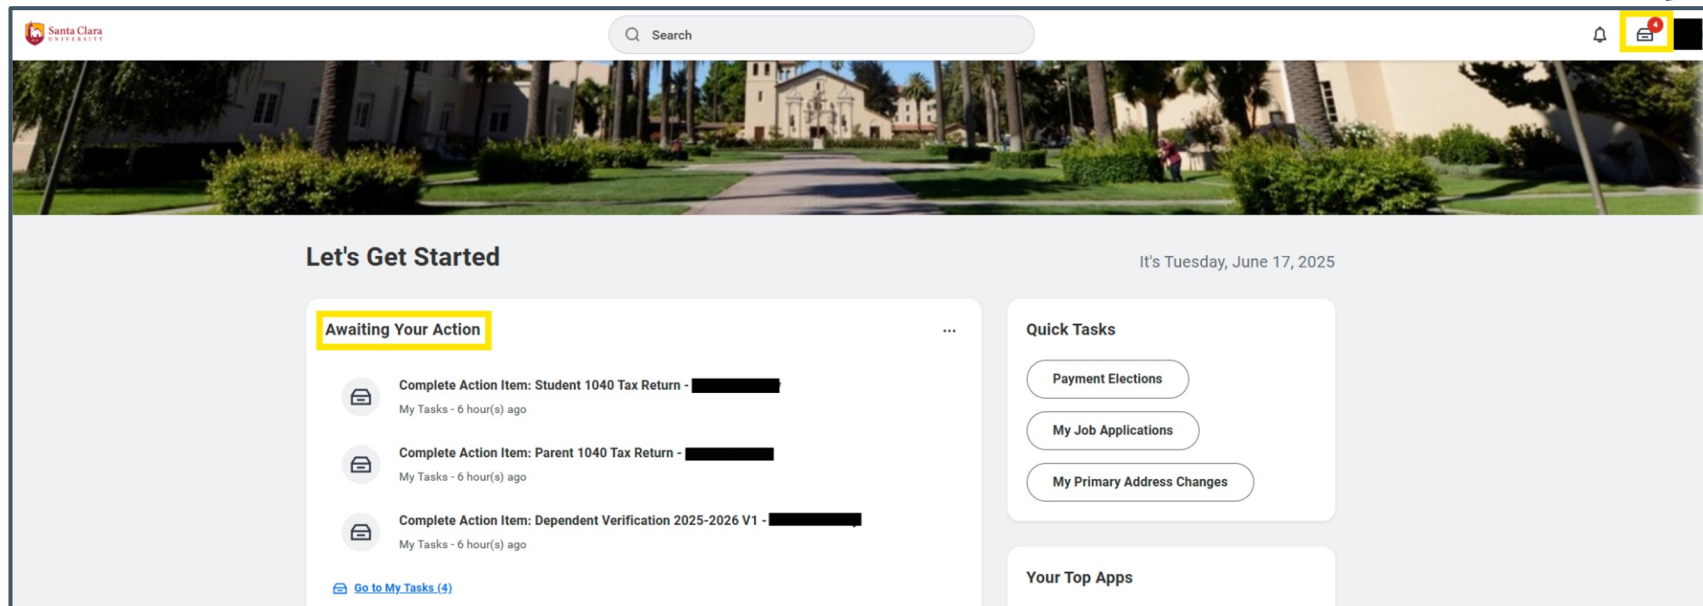 Santa Clara
UNIVERSITY
Search
4
Let's Get Started
It's Tuesday, June 17, 2025
Awaiting Your Action
...
Complete Action Item: Student 1040 Tax Return -
My Tasks - 6 hour(s) ago
Complete Action Item: Parent 1040 Tax Return -
My Tasks - 6 hour(s) ago
Complete Action Item: Dependent Verification 2025-2026 V1 -
My Tasks - 6 hour(s) ago
Go to My Tasks (4)
Quick Tasks
Payment Elections
My Job Applications
My Primary Address Changes
Your Top Apps